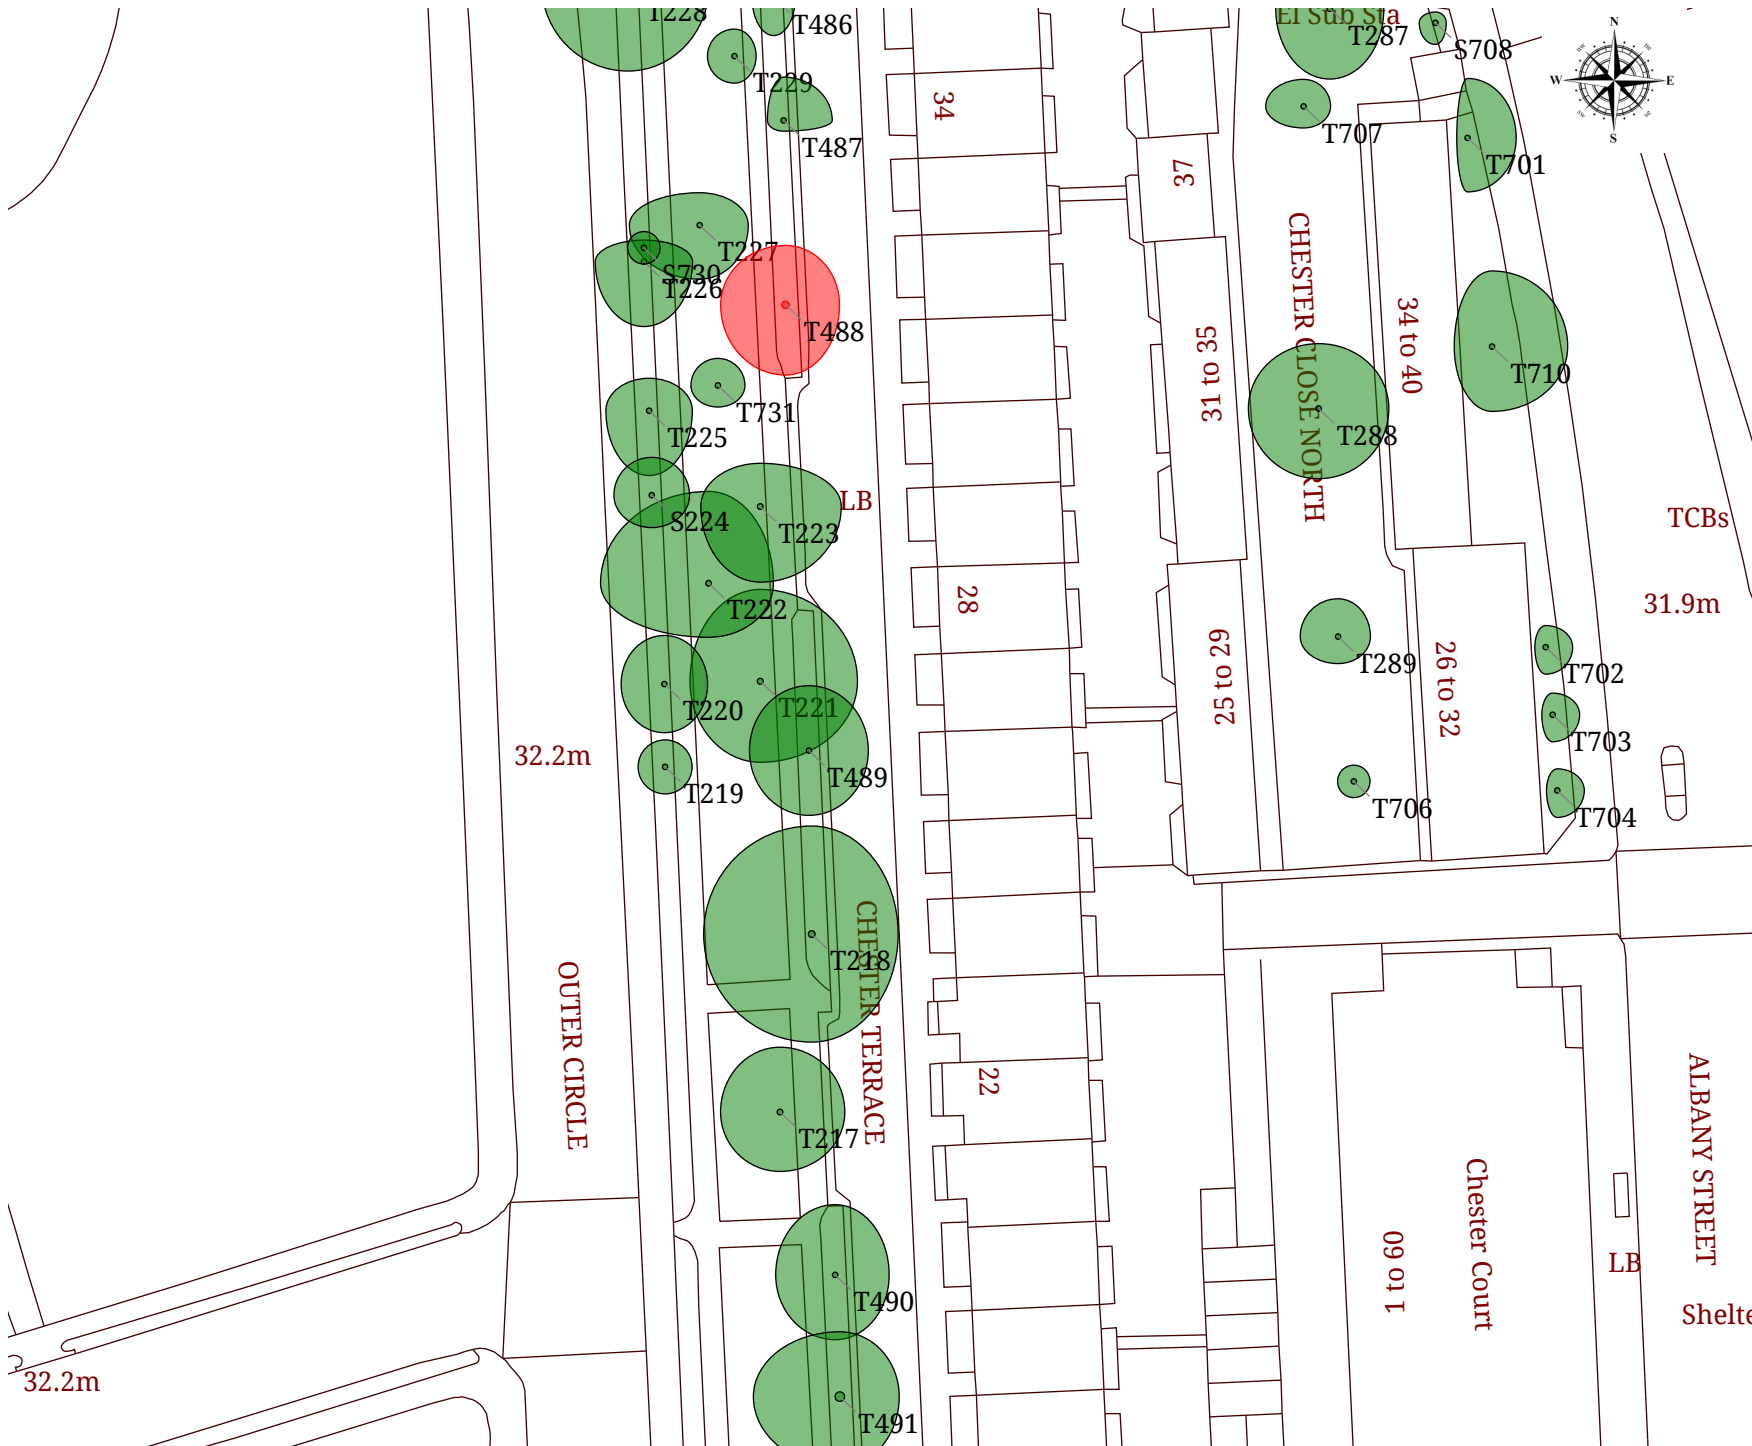 T228
T486
El Sub Sta
T287
S708
N
W
E
S
T229
T487
34
T707
T701
37
T227
S730
T226
T488
CHESTER CLOSE NORTH
34 to 40
31 to 35
T710
T731
T225
T288
LB
S224
T223
TCBs
T222
28
31.9m
25 to 29
T289
26 to 32
T702
T220
T221
T703
32.2m
T489
T219
T706
T704
CHESTER TERRACE
T218
OUTER CIRCLE
22
ALBANY STREET
T217
Chester Court
1 to 60
LB
T490
Shelte
32.2m
T491